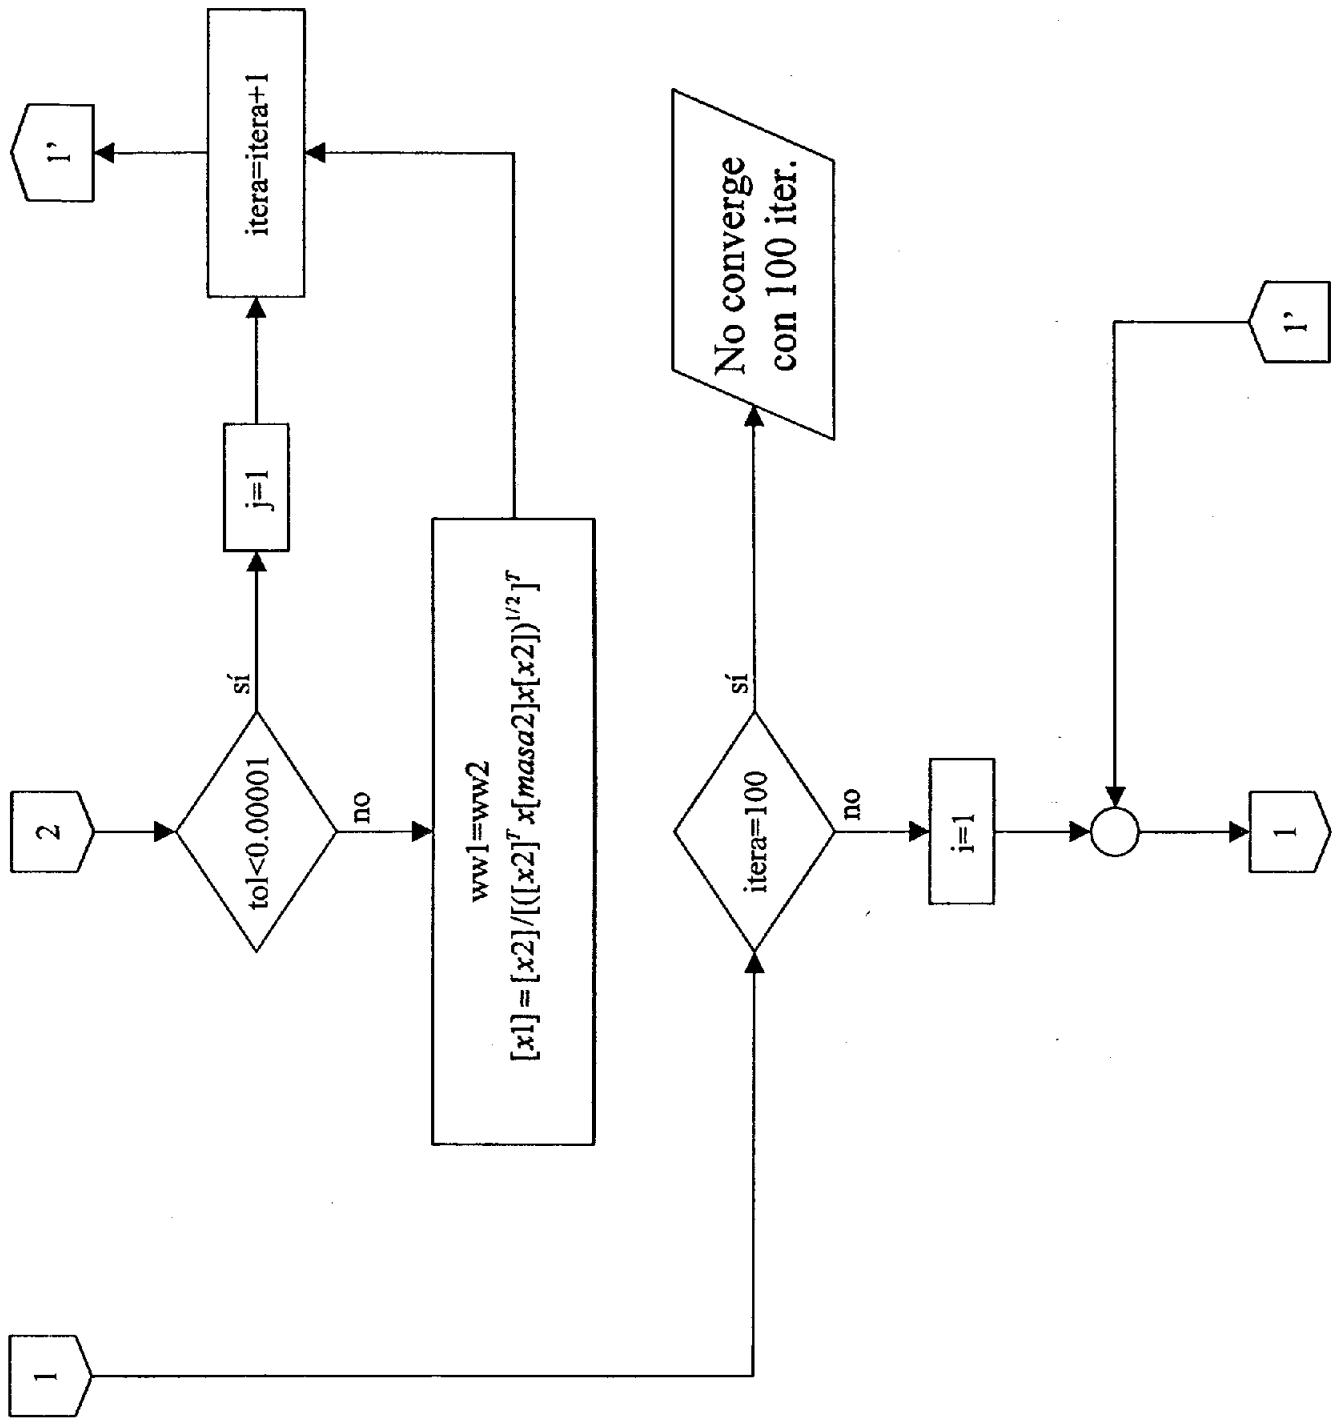 1'
itera=itera+1
j=1
sí
2
tol<0.00001
no
ww1=ww2
[x1]=[x2]/[([x2]^T x[masa2]x[x2])^1/2]^T
1
itera=100
sí
No converge
con 100 iter.
no
i=1
1'
1